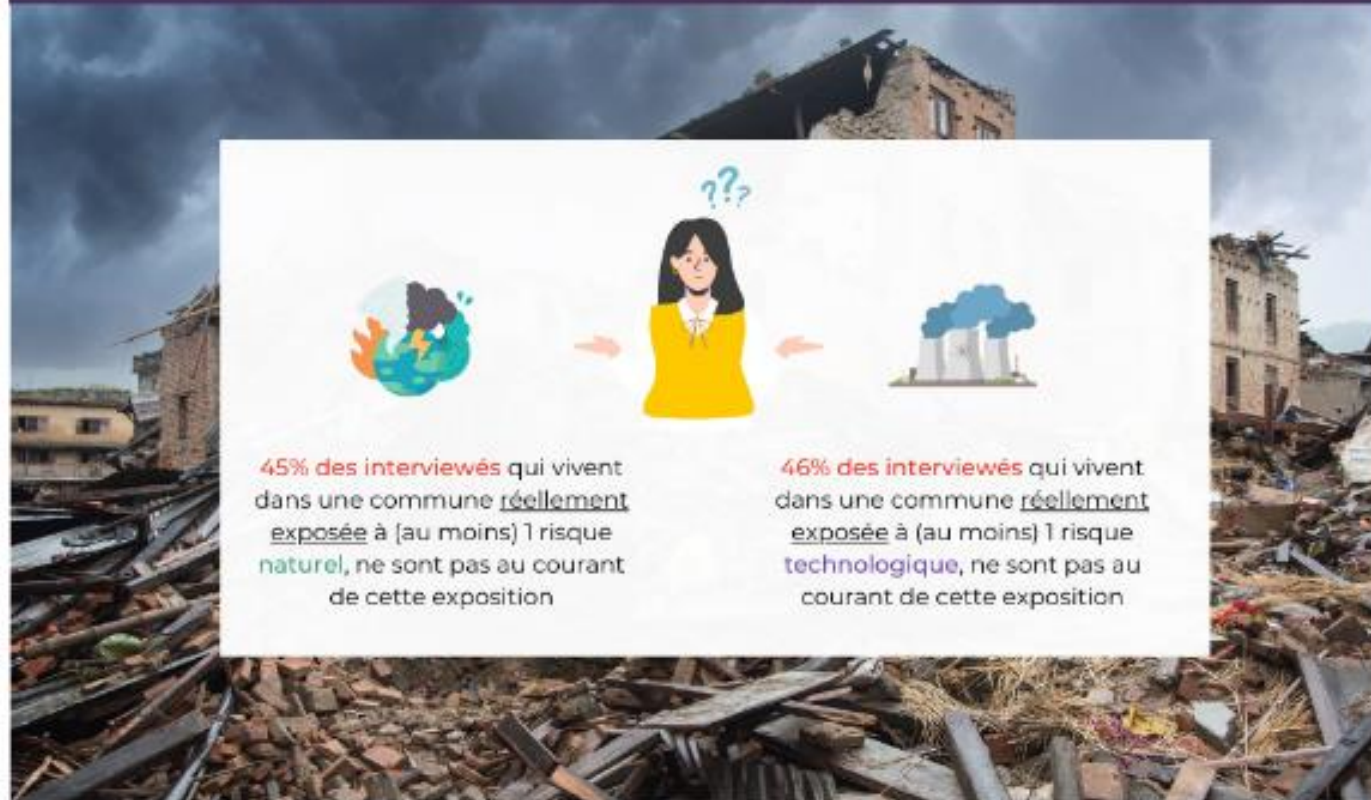 ???
45% des interviewés qui vivent
dans une commune réellement
exposée à (au moins) 1 risque
naturel, ne sont pas au courant
de cette exposition
46% des interviewés qui vivent
dans une commune réellement
exposée à (au moins) 1 risque
technologique, ne sont pas au
courant de cette exposition